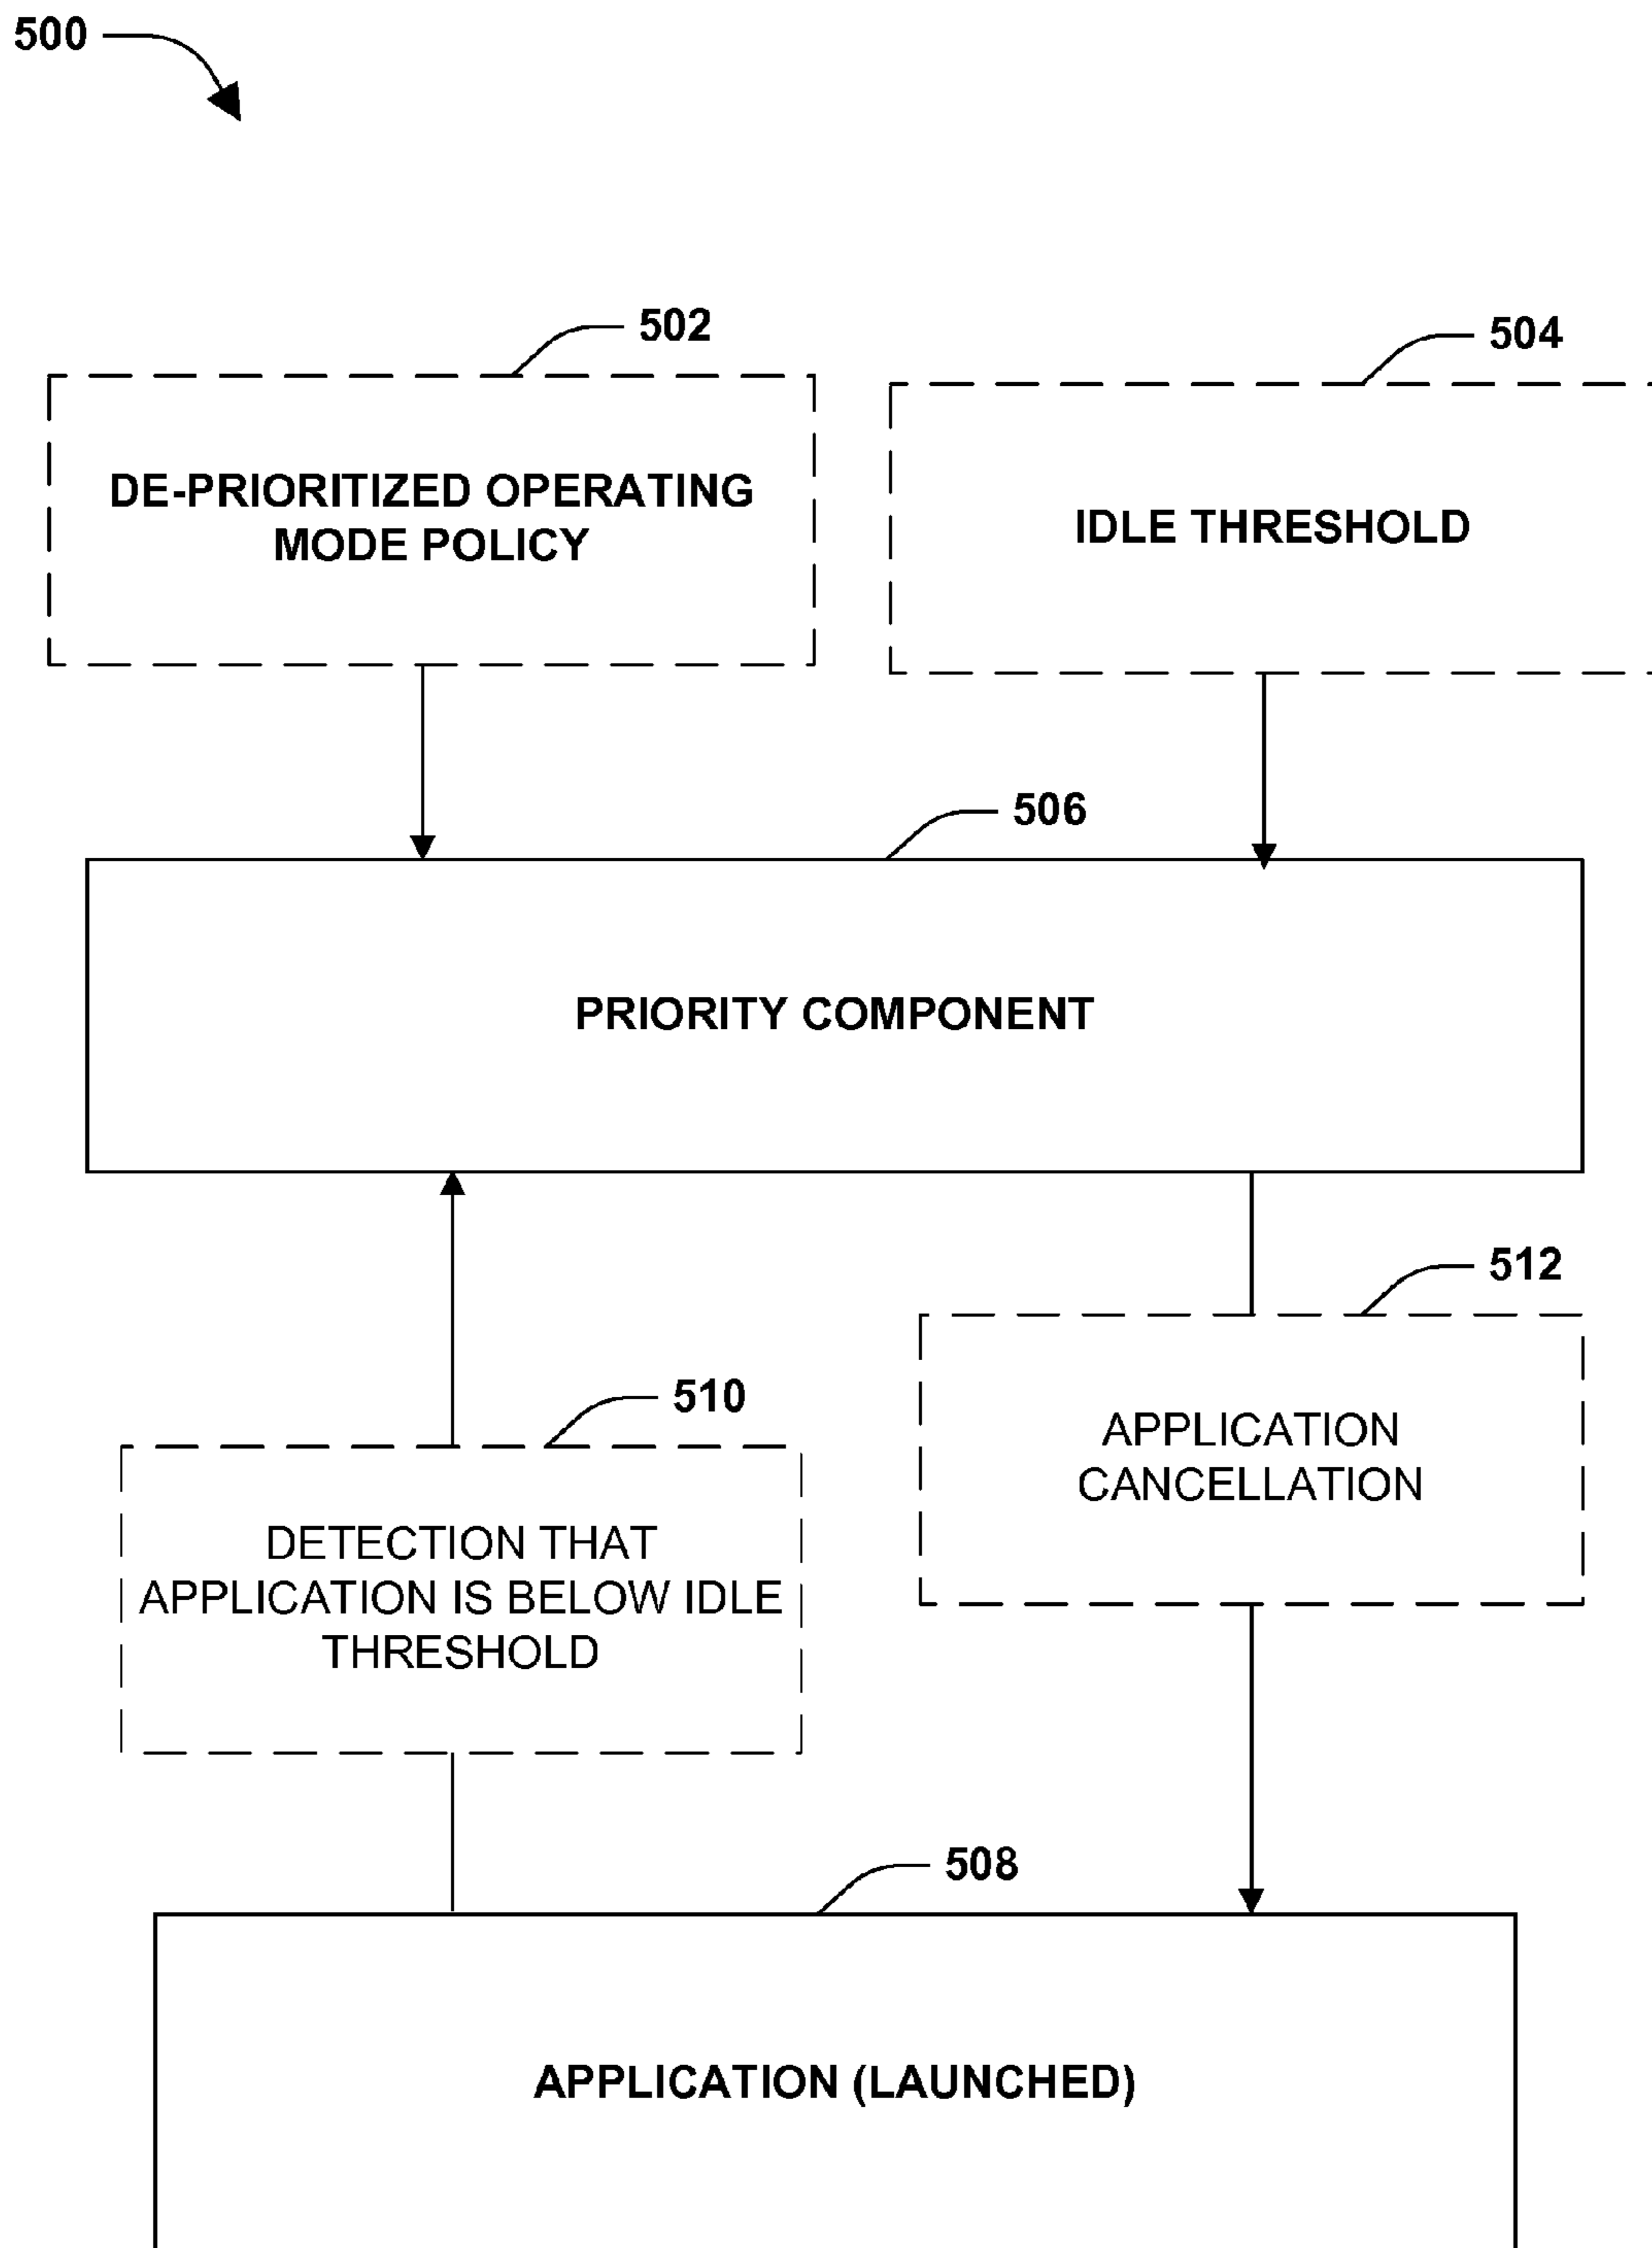 500
502
504
DE-PRIORITIZED OPERATING
MODE POLICY
IDLE THRESHOLD
506
PRIORITY COMPONENT
512
510
APPLICATION
CANCELLATION
DETECTION THAT
APPLICATION IS BELOW IDLE
THRESHOLD
508
APPLICATION (LAUNCHED)